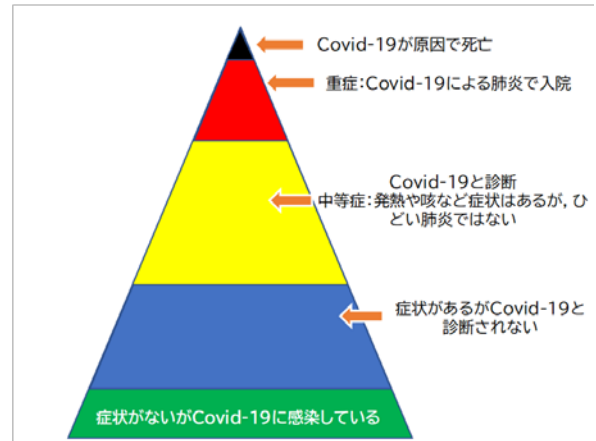 Covid-19が原因で死亡
重症：Covid-19による肺炎で入院
Covid-19と診断
中等症：発熱や咳など症状はあるが，ひ
どい肺炎ではない
症状があるがCovid-19と
診断されない
症状がないがCovid-19に感染している